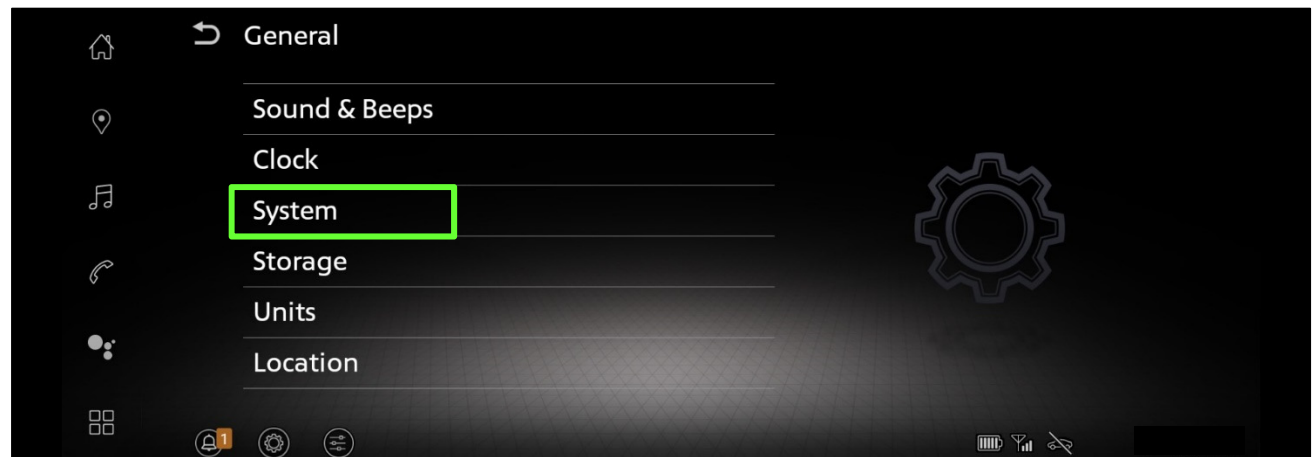 General
Sound & Beeps
Clock
System
Storage
Units
Location
1